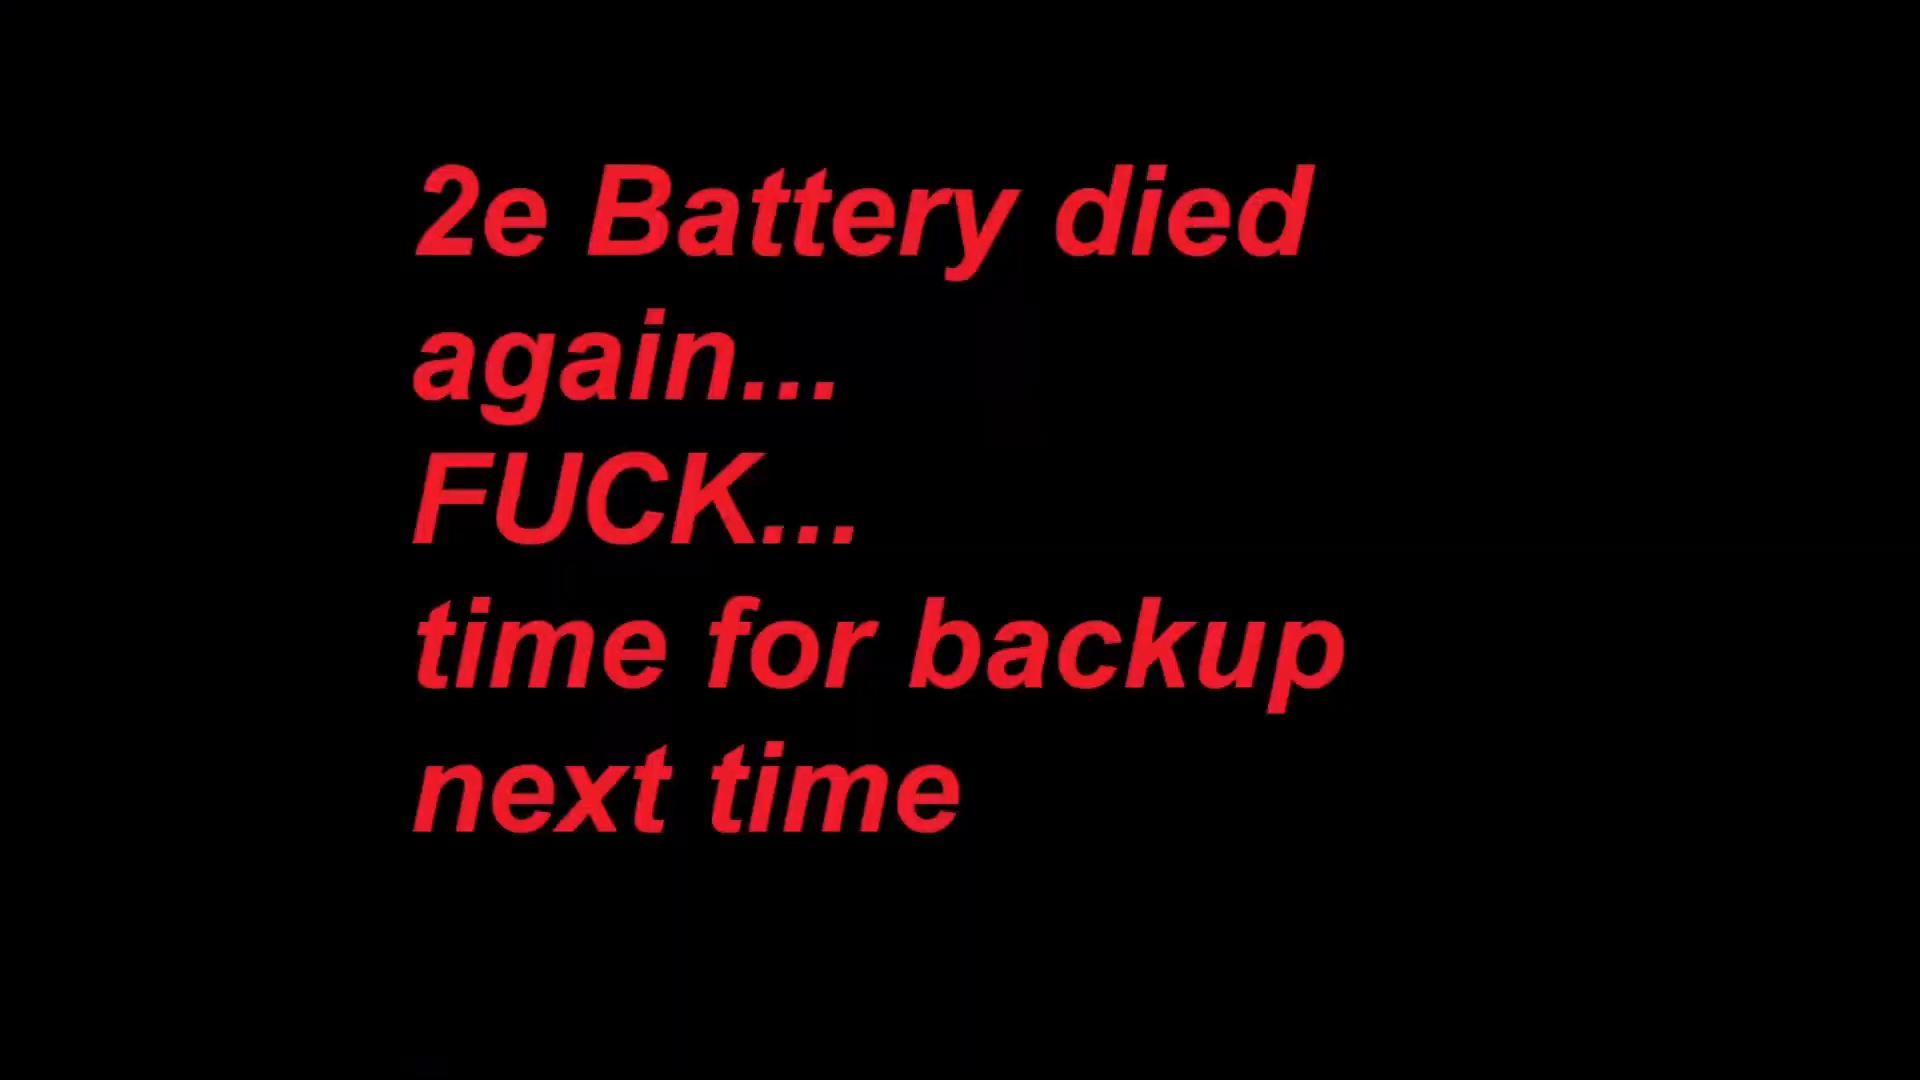 2e Battery died
again...
FUCK...
time for backup
next time